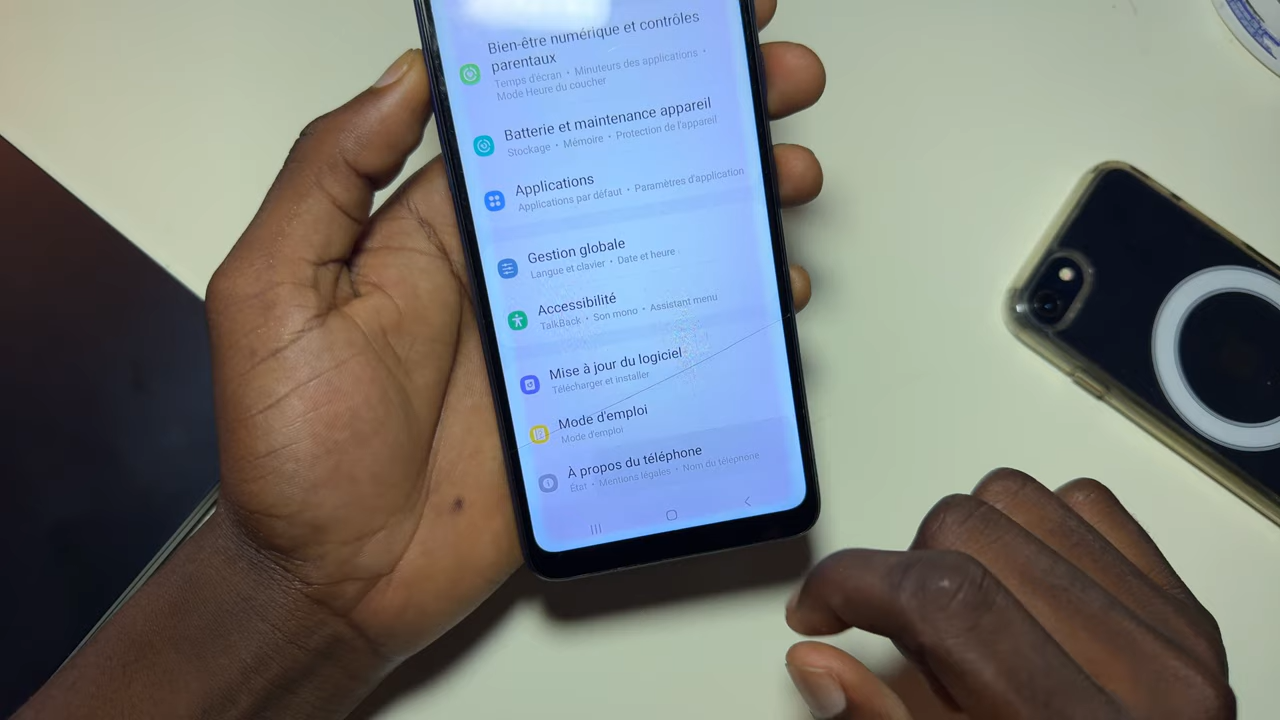 Bien-être numérique et contrôles
parentaux
Temps d'écran • Minuteurs des applications •
Mode Heure du coucher
Batterie et maintenance appareil
Stockage • Mémoire • Protection de l'appareil
Applications
Applications par défaut • Paramètres d'application
Gestion globale
Langue et clavier • Date et heure
Accessibilité
TalkBack • Son mono • Assistant menu
Mise à jour du logiciel
Télécharger et installer
Mode d'emploi
Mode d'emploi
À propos du téléphone
État • Mentions légales • Nom du téléphone